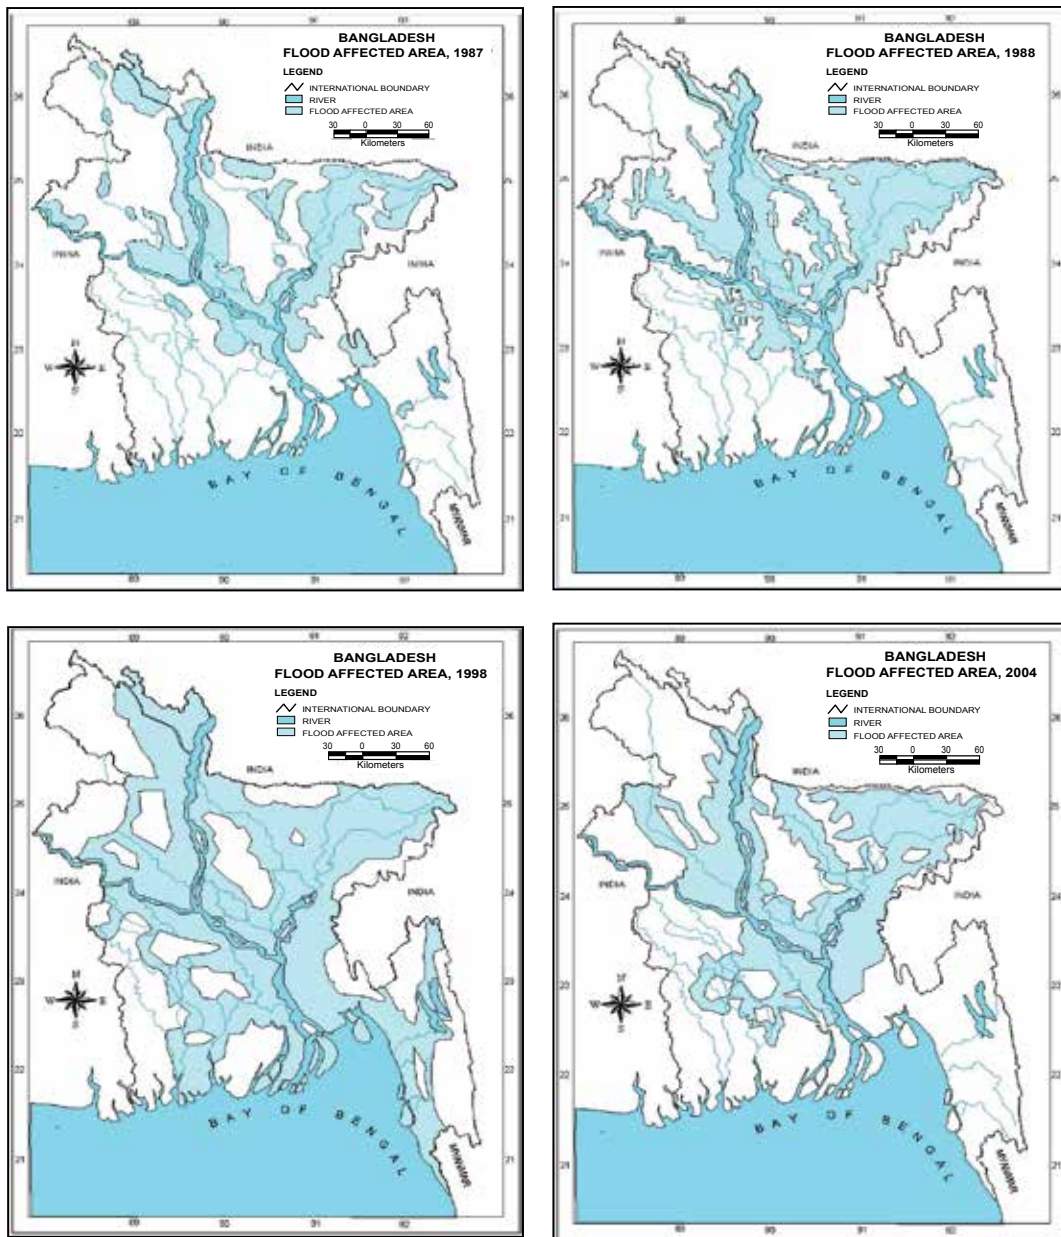 BANGLADESH
FLOOD AFFECTED AREA, 1987
LEGEND
INTERNATIONAL BOUNDARY
RIVER
FLOOD AFFECTED AREA
30 0 30 60
Kilometers
INDIA
INDIA
INDIA
N
W E
S
BAY OF BENGAL
MYANMAR
BANGLADESH
FLOOD AFFECTED AREA, 1988
LEGEND
INTERNATIONAL BOUNDARY
RIVER
FLOOD AFFECTED AREA
30 0 30 60
Kilometers
INDIA
INDIA
INDIA
N
W E
S
BAY OF BENGAL
MYANMAR
BANGLADESH
FLOOD AFFECTED AREA, 1998
LEGEND
INTERNATIONAL BOUNDARY
RIVER
FLOOD AFFECTED AREA
30 0 30 60
Kilometers
INDIA
INDIA
INDIA
N
W E
S
BAY OF BENGAL
MYANMAR
BANGLADESH
FLOOD AFFECTED AREA, 2004
LEGEND
INTERNATIONAL BOUNDARY
RIVER
FLOOD AFFECTED AREA
30 0 30 60
Kilometers
INDIA
INDIA
INDIA
N
W E
S
BAY OF BENGAL
MYANMAR